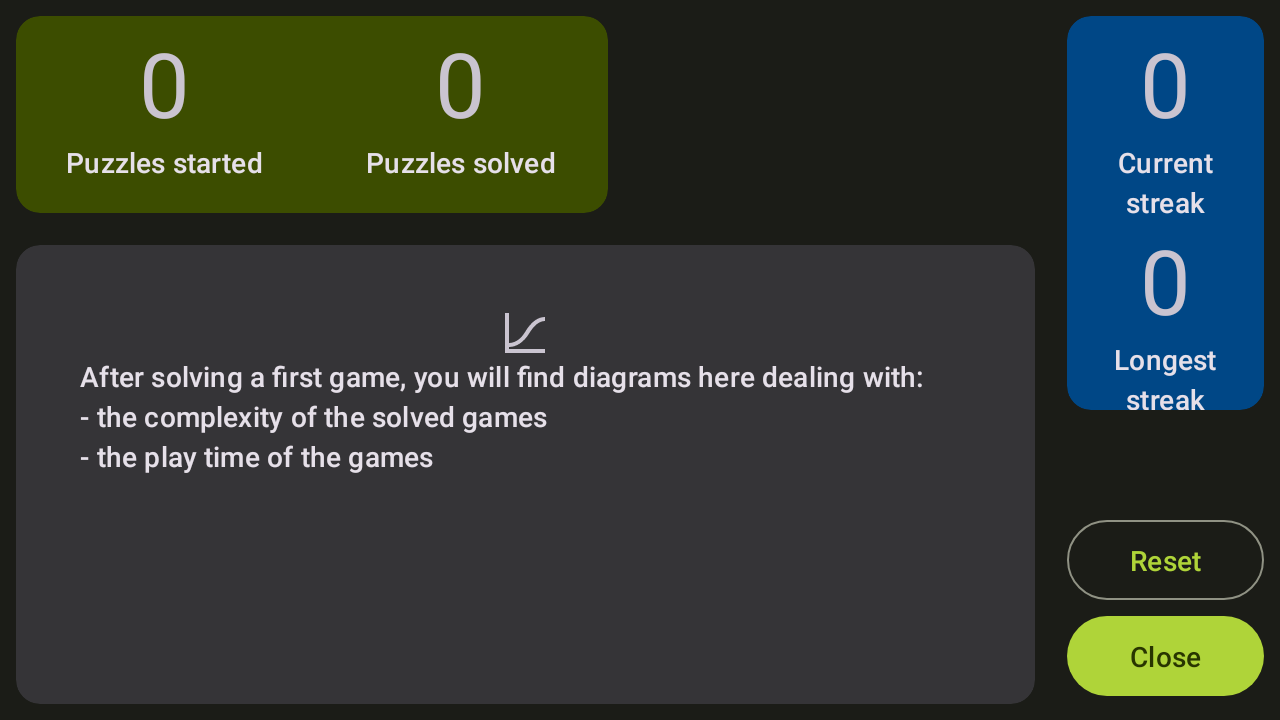 0
Puzzles started
0
Puzzles solved
0
Current
streak
0
Longest
streak
After solving a first game, you will find diagrams here dealing with:
- the complexity of the solved games
- the play time of the games
Reset
Close